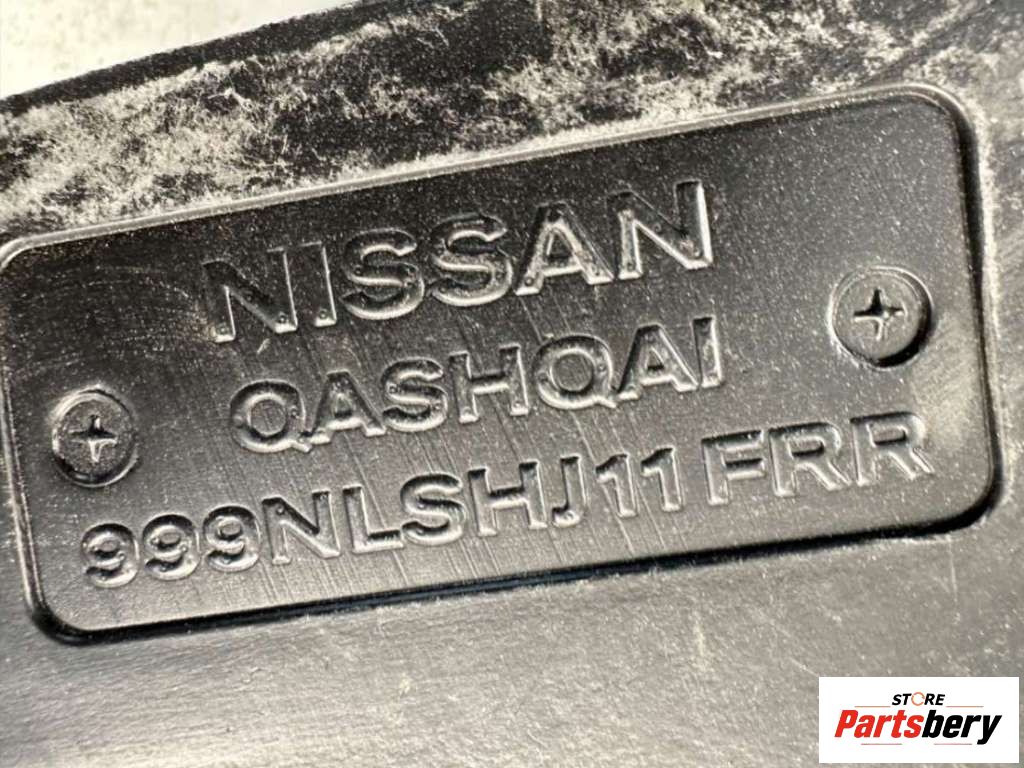 NISSAN
QASHQAI
999NLSHJ11FRR
STORE
Partsbery